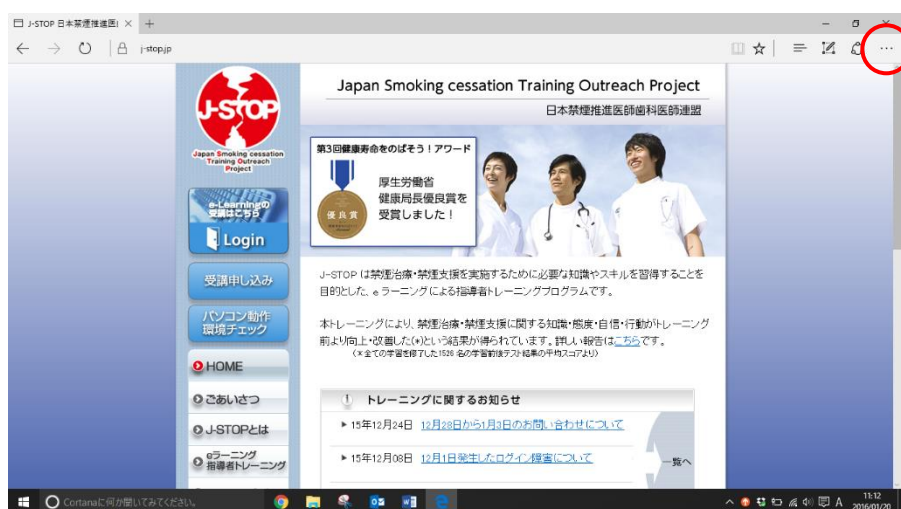 J-STOP 日本禁煙推進医
j-stop.jp
J-STOP
Japan Smoking cessation
Training Outreach
Project
Japan Smoking cessation Training Outreach Project
日本禁煙推進医師歯科医師連盟
第3回健康寿命をのばそう！アワード
厚生労働省
健康局長優良賞を
受賞しました！
優良賞
e-Learningの
受講はこちら
Login
受講申し込み
パソコン動作
環境チェック
HOME
ごあいさつ
J-STOPとは
eラーニング
指導者トレーニング
J-STOP は禁煙治療・禁煙支援を実施するために必要な知識やスキルを習得することを
目的とした、e ラーニングによる指導者トレーニングプログラムです。
本トレーニングにより、禁煙治療・禁煙支援に関する知識・態度・自信・行動がトレーニング
前より向上・改善した(*)という結果が得られています。詳しい報告はこちらです。
(＊全ての学習を修了した1526 名の学習前後テスト結果の平均スコアより)
トレーニングに関するお知らせ
15年12月24日 12月28日から1月3日のお問い合わせについて
15年12月08日 12月1日発生したログイン障害について
一覧へ
Cortanaに何か聞いてみてください。
A
11:12
2016/01/20